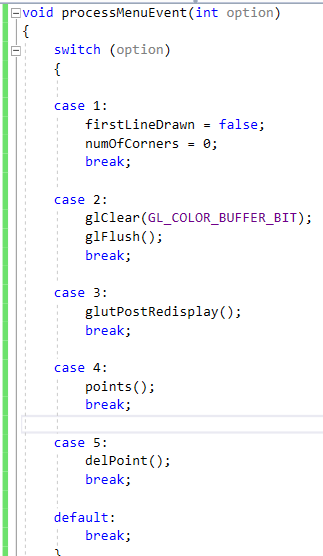 void processMenuEvent(int option)
{
    switch (option)
    {

    case 1:
        firstLineDrawn = false;
        numOfCorners = 0;
        break;

    case 2:
        glClear(GL_COLOR_BUFFER_BIT);
        glFlush();
        break;

    case 3:
        glutPostRedisplay();
        break;

    case 4:
        points();
        break;

    case 5:
        delPoint();
        break;

    default:
        break;
    }